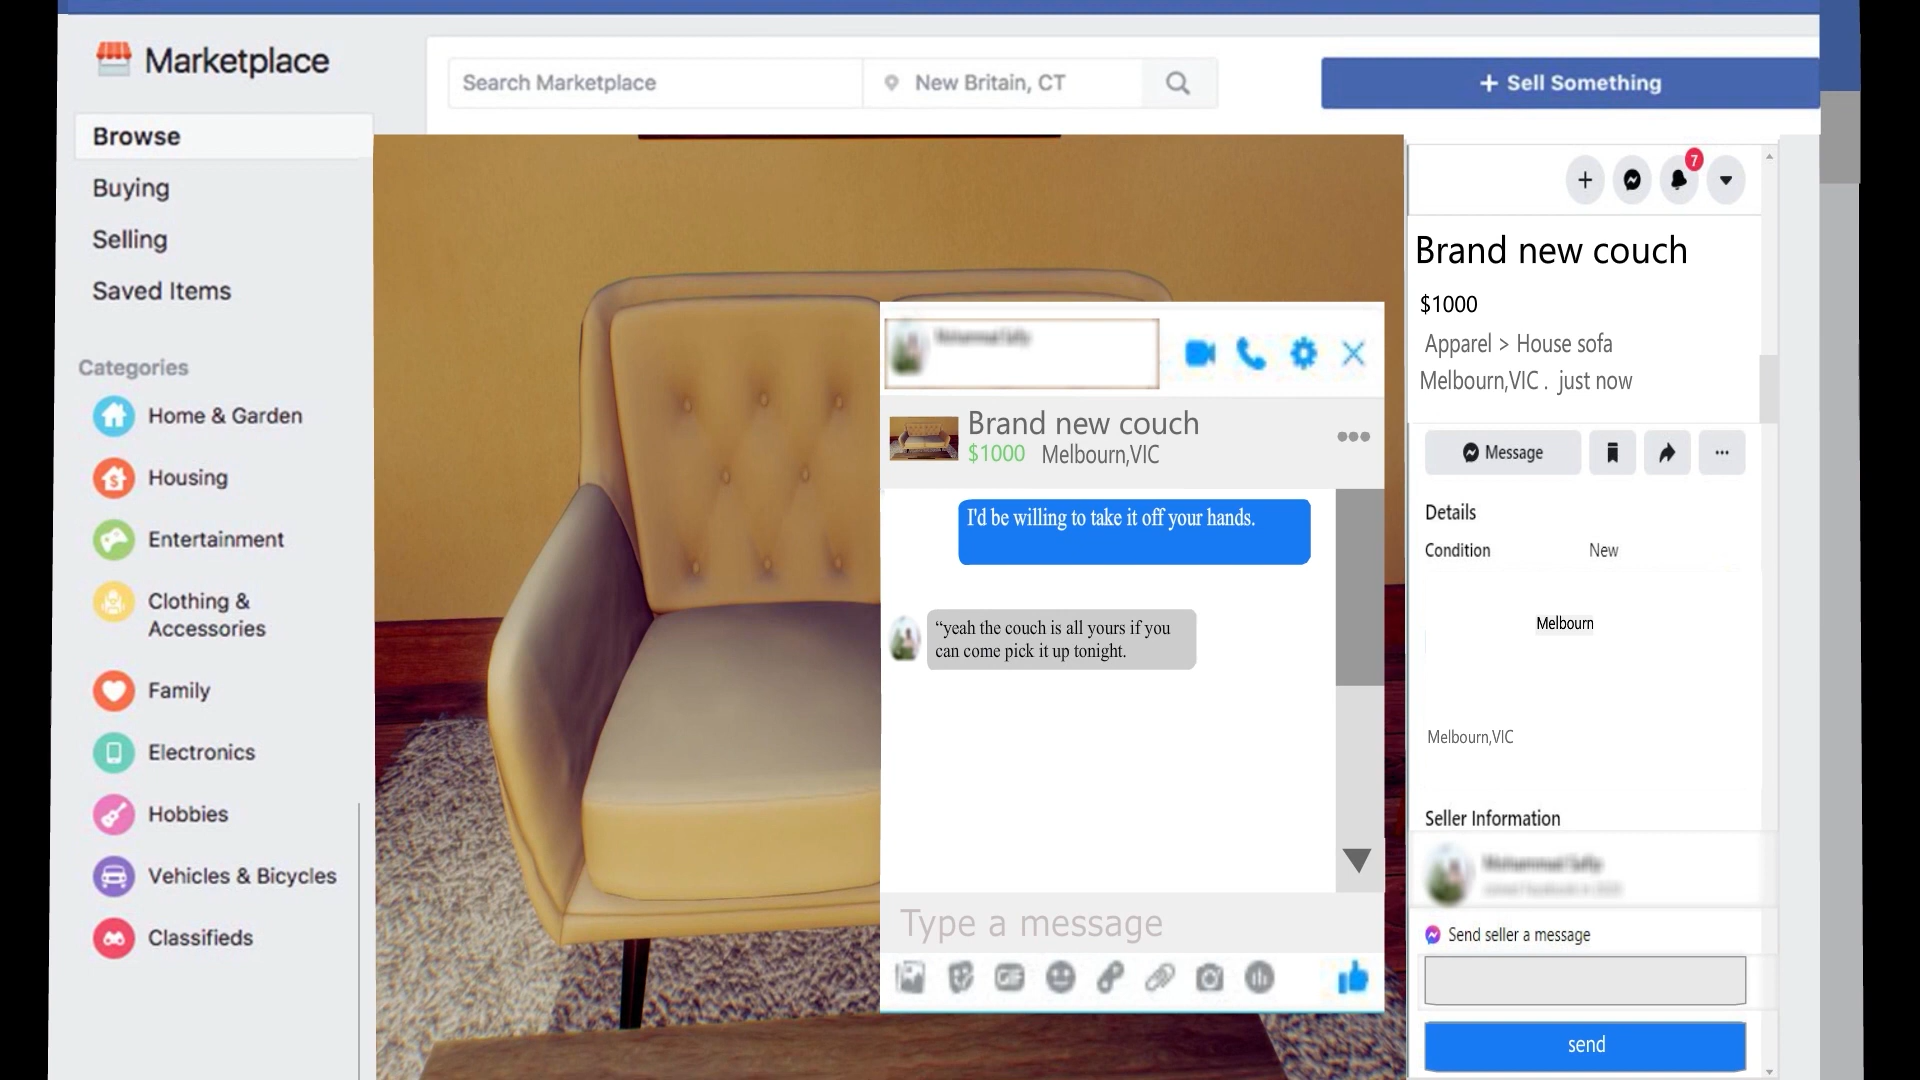 Marketplace
Search Marketplace
New Britain, CT
+ Sell Something
Browse
Buying
Selling
Saved Items
Categories
Home & Garden
Housing
Entertainment
Clothing &
Accessories
Family
Electronics
Hobbies
Vehicles & Bicycles
Classifieds
Brand new couch
$1000 Melbourn,VIC
I'd be willing to take it off your hands.
“yeah the couch is all yours if you
can come pick it up tonight.
Type a message
7
Brand new couch
$1000
Apparel > House sofa
Melbourn,VIC . just now
Message
Details
Condition New
Melbourn
Melbourn,VIC
Seller Information
Send seller a message
send